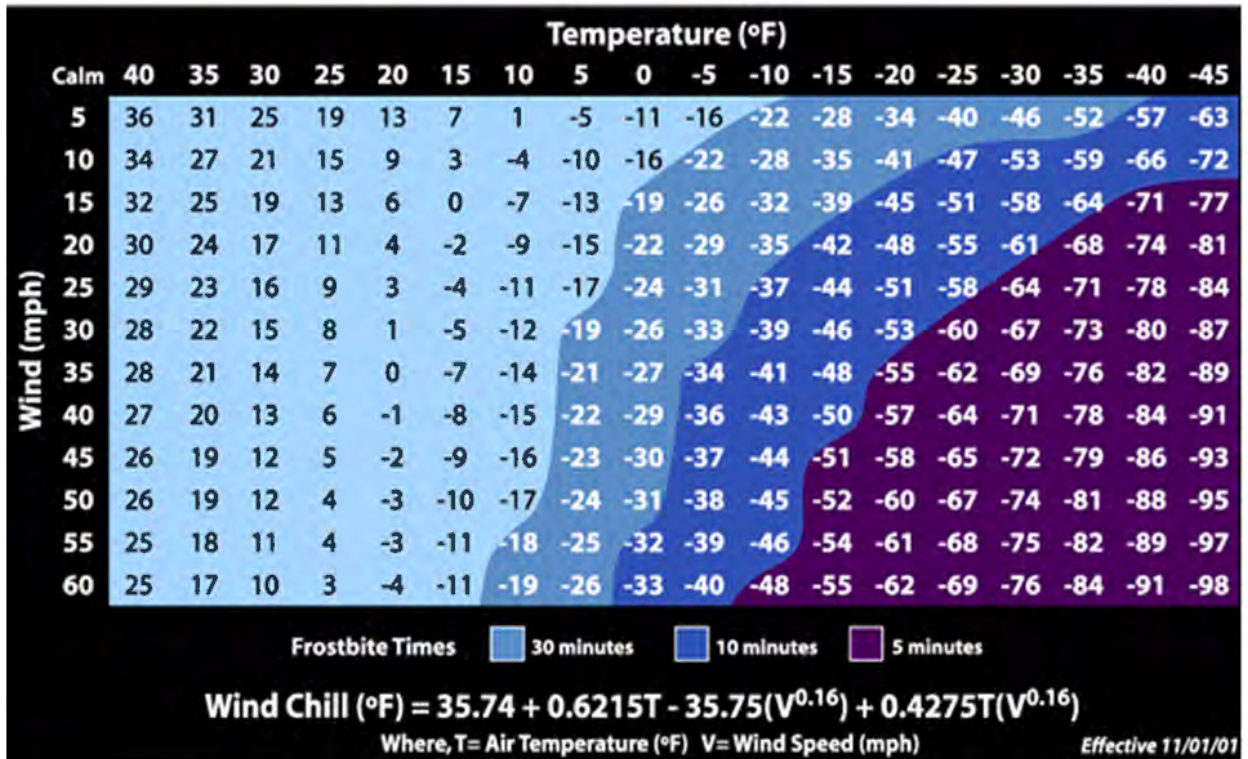 Temperature (ºF)
Calm 40 35 30 25 20 15 10 5 0 -5 -10 -15 -20 -25 -30 -35 -40 -45
5 36 31 25 19 13 7 1 -5 -11 -16 -22 -28 -34 -40 -46 -52 -57 -63
10 34 27 21 15 9 3 -4 -10 -16 -22 -28 -35 -41 -47 -53 -59 -66 -72
15 32 25 19 13 6 0 -7 -13 -19 -26 -32 -39 -45 -51 -58 -64 -71 -77
20 30 24 17 11 4 -2 -9 -15 -22 -29 -35 -42 -48 -55 -61 -68 -74 -81
25 29 23 16 9 3 -4 -11 -17 -24 -31 -37 -44 -51 -58 -64 -71 -78 -84
30 28 22 15 8 1 -5 -12 -19 -26 -33 -39 -46 -53 -60 -67 -73 -80 -87
35 28 21 14 7 0 -7 -14 -21 -27 -34 -41 -48 -55 -62 -69 -76 -82 -89
40 27 20 13 6 -1 -8 -15 -22 -29 -36 -43 -50 -57 -64 -71 -78 -84 -91
45 26 19 12 5 -2 -9 -16 -23 -30 -37 -44 -51 -58 -65 -72 -79 -86 -93
50 26 19 12 4 -3 -10 -17 -24 -31 -38 -45 -52 -60 -67 -74 -81 -88 -95
55 25 18 11 4 -3 -11 -18 -25 -32 -39 -46 -54 -61 -68 -75 -82 -89 -97
60 25 17 10 3 -4 -11 -19 -26 -33 -40 -48 -55 -62 -69 -76 -84 -91 -98
Wind (mph)
Frostbite Times 30 minutes 10 minutes 5 minutes
Wind Chill (ºF) = 35.74 + 0.6215T - 35.75(V^0.16) + 0.4275T(V^0.16)
Where, T= Air Temperature (ºF) V= Wind Speed (mph)
Effective 11/01/01